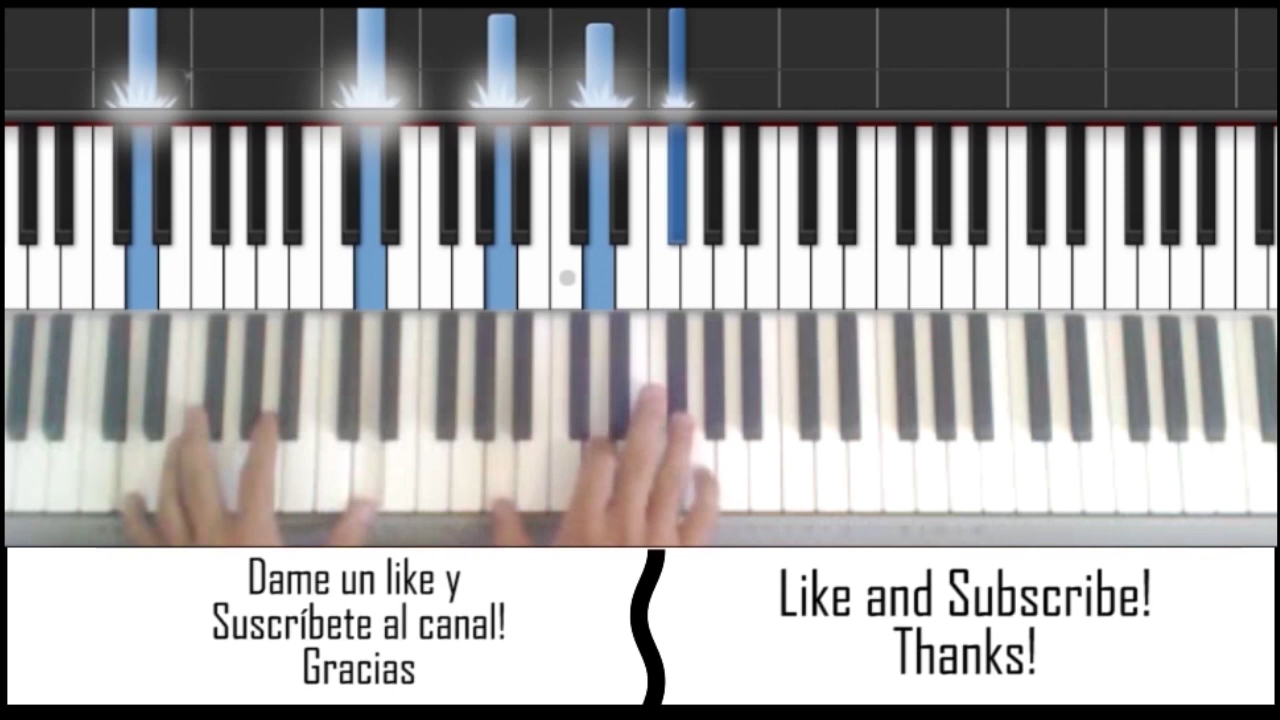 Dame un like y
Suscríbete al canal!
Gracias
Like and Subscribe!
Thanks!